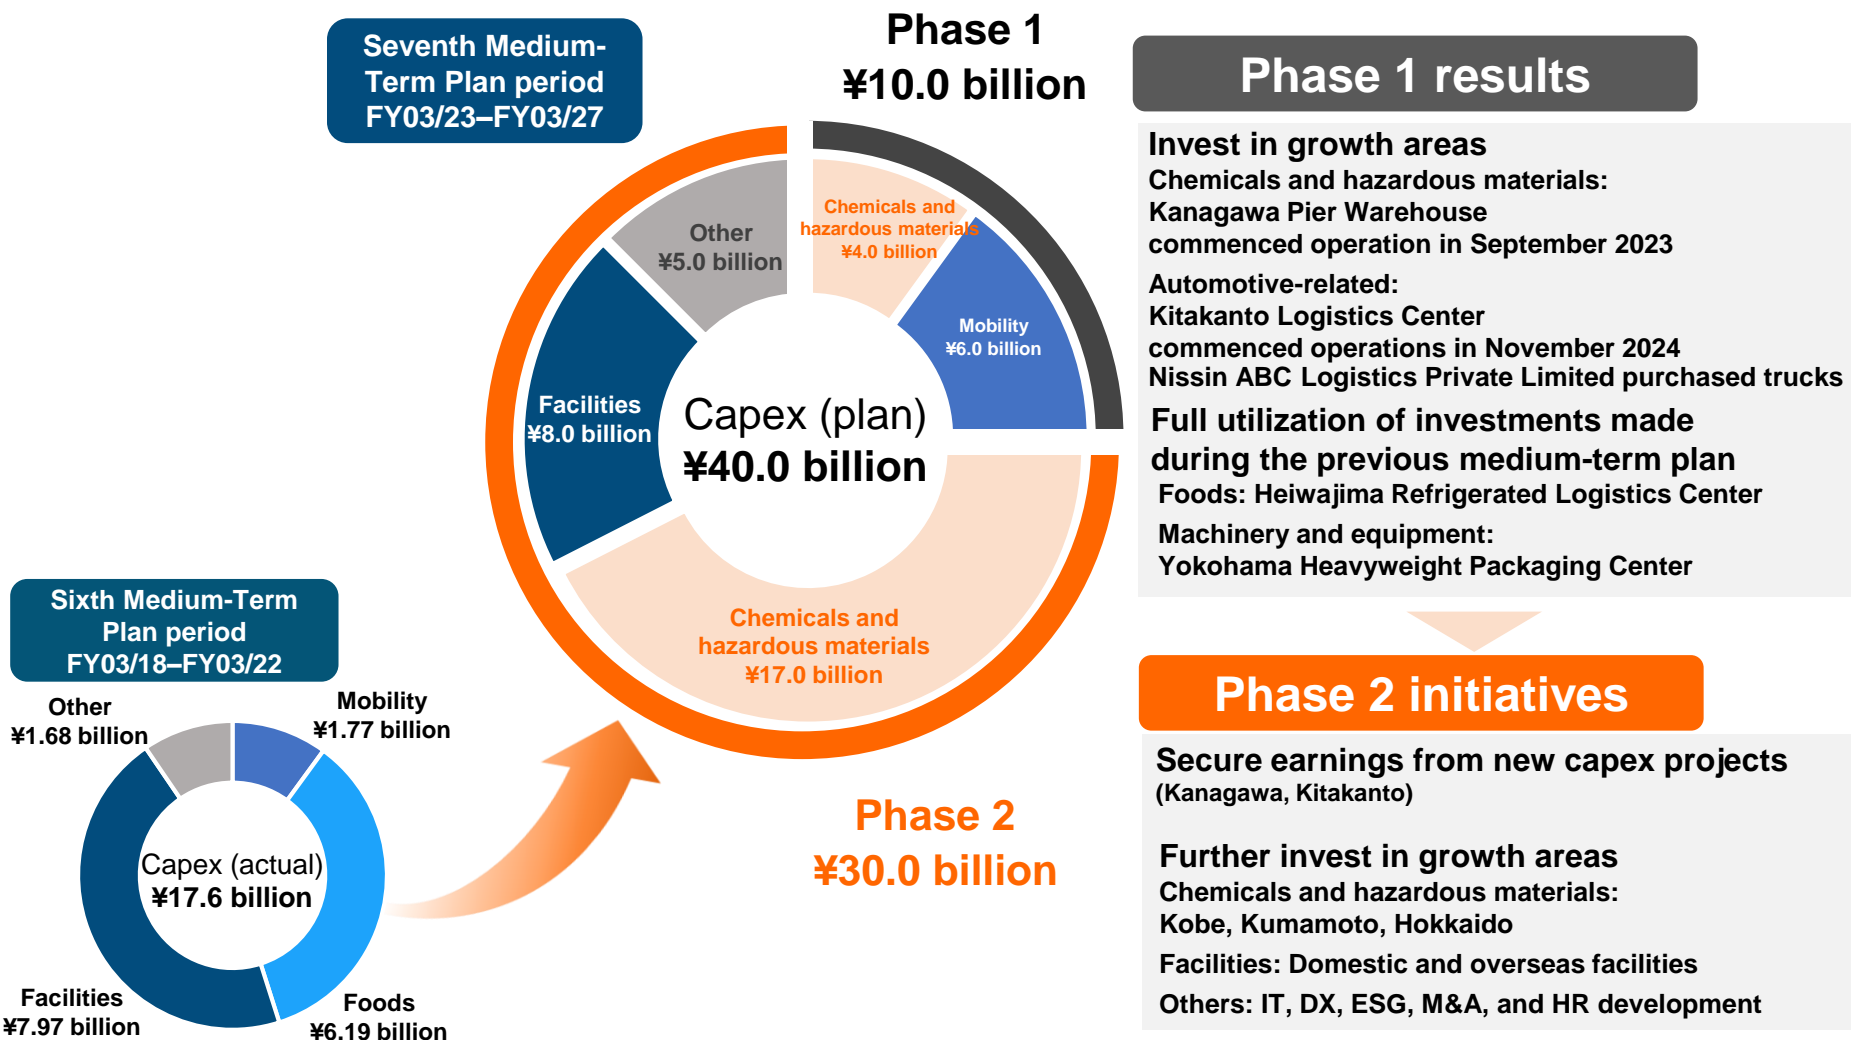 Seventh Medium-
Term Plan period
FY03/23–FY03/27
Phase 1
¥10.0 billion
Other
¥5.0 billion
Chemicals and
hazardous materials
¥4.0 billion
Mobility
¥6.0 billion
Facilities
¥8.0 billion
Capex (plan)
¥40.0 billion
Chemicals and
hazardous materials
¥17.0 billion
Phase 2
¥30.0 billion
Sixth Medium-Term
Plan period
FY03/18–FY03/22
Other
¥1.68 billion
Mobility
¥1.77 billion
Capex (actual)
¥17.6 billion
Facilities
¥7.97 billion
Foods
¥6.19 billion
Phase 1 results
Invest in growth areas
Chemicals and hazardous materials:
Kanagawa Pier Warehouse
commenced operation in September 2023
Automotive-related:
Kitakanto Logistics Center
commenced operations in November 2024
Nissin ABC Logistics Private Limited purchased trucks
Full utilization of investments made
during the previous medium-term plan
Foods: Heiwajima Refrigerated Logistics Center
Machinery and equipment:
Yokohama Heavyweight Packaging Center
Phase 2 initiatives
Secure earnings from new capex projects
(Kanagawa, Kitakanto)
Further invest in growth areas
Chemicals and hazardous materials:
Kobe, Kumamoto, Hokkaido
Facilities: Domestic and overseas facilities
Others: IT, DX, ESG, M&A, and HR development